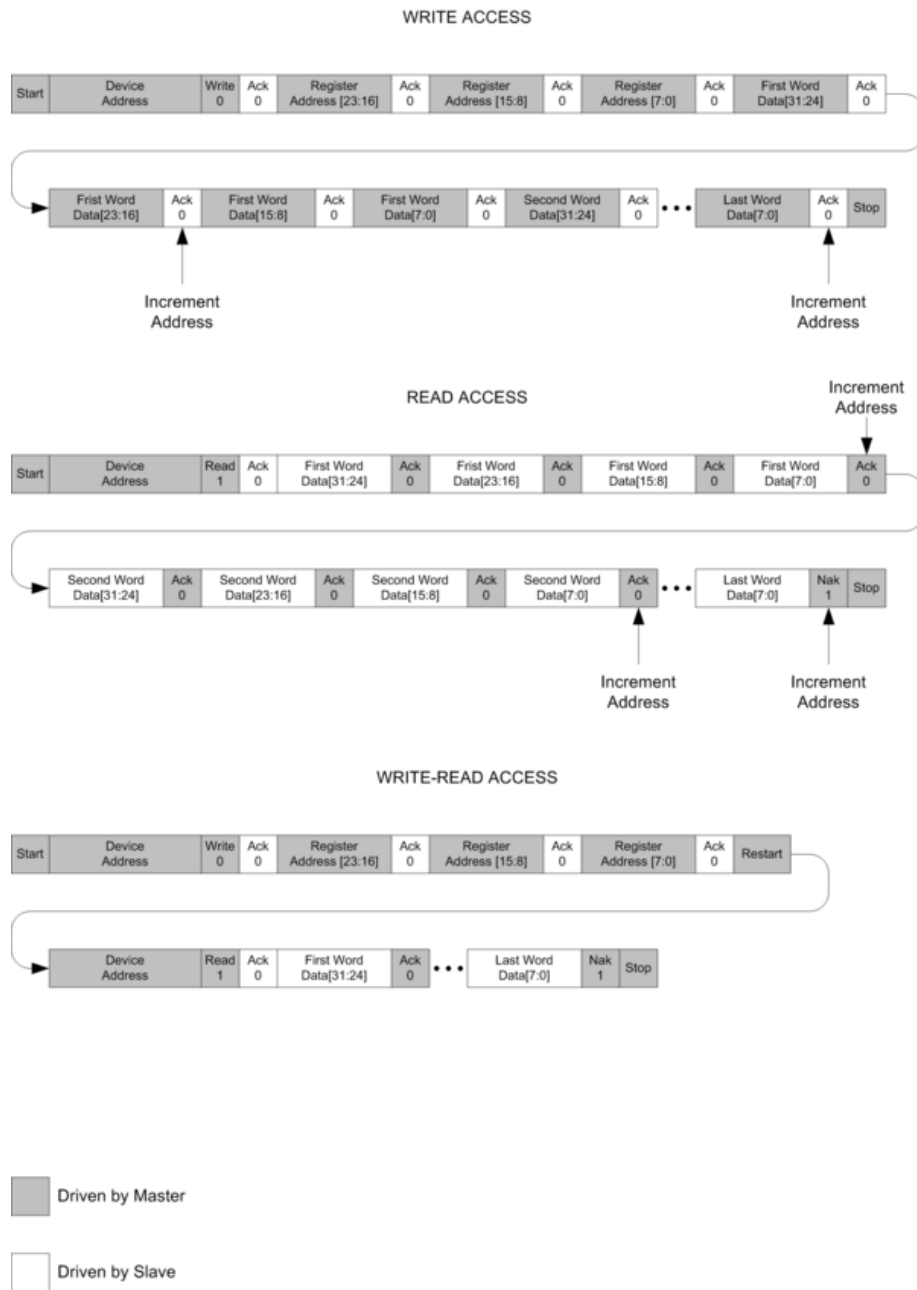 WRITE ACCESS
Start Device Address Write 0 Ack 0 Register Address [23:16] Ack 0 Register Address [15:8] Ack 0 Register Address [7:0] Ack 0 First Word Data[31:24] Ack 0
Frist Word Data[23:16] Ack 0 First Word Data[15:8] Ack 0 First Word Data[7:0] Ack 0 Second Word Data[31:24] Ack 0 ••• Last Word Data[7:0] Ack 0 Stop
Increment Address Increment Address
READ ACCESS
Increment Address
Start Device Address Read 1 Ack 0 First Word Data[31:24] Ack 0 Frist Word Data[23:16] Ack 0 First Word Data[15:8] Ack 0 First Word Data[7:0] Ack 0
Second Word Data[31:24] Ack 0 Second Word Data[23:16] Ack 0 Second Word Data[15:8] Ack 0 Second Word Data[7:0] Ack 0 ••• Last Word Data[7:0] Nak 1 Stop
Increment Address Increment Address
WRITE-READ ACCESS
Start Device Address Write 0 Ack 0 Register Address [23:16] Ack 0 Register Address [15:8] Ack 0 Register Address [7:0] Ack 0 Restart
Device Address Read 1 Ack 0 First Word Data[31:24] Ack 0 ••• Last Word Data[7:0] Nak 1 Stop
Driven by Master
Driven by Slave